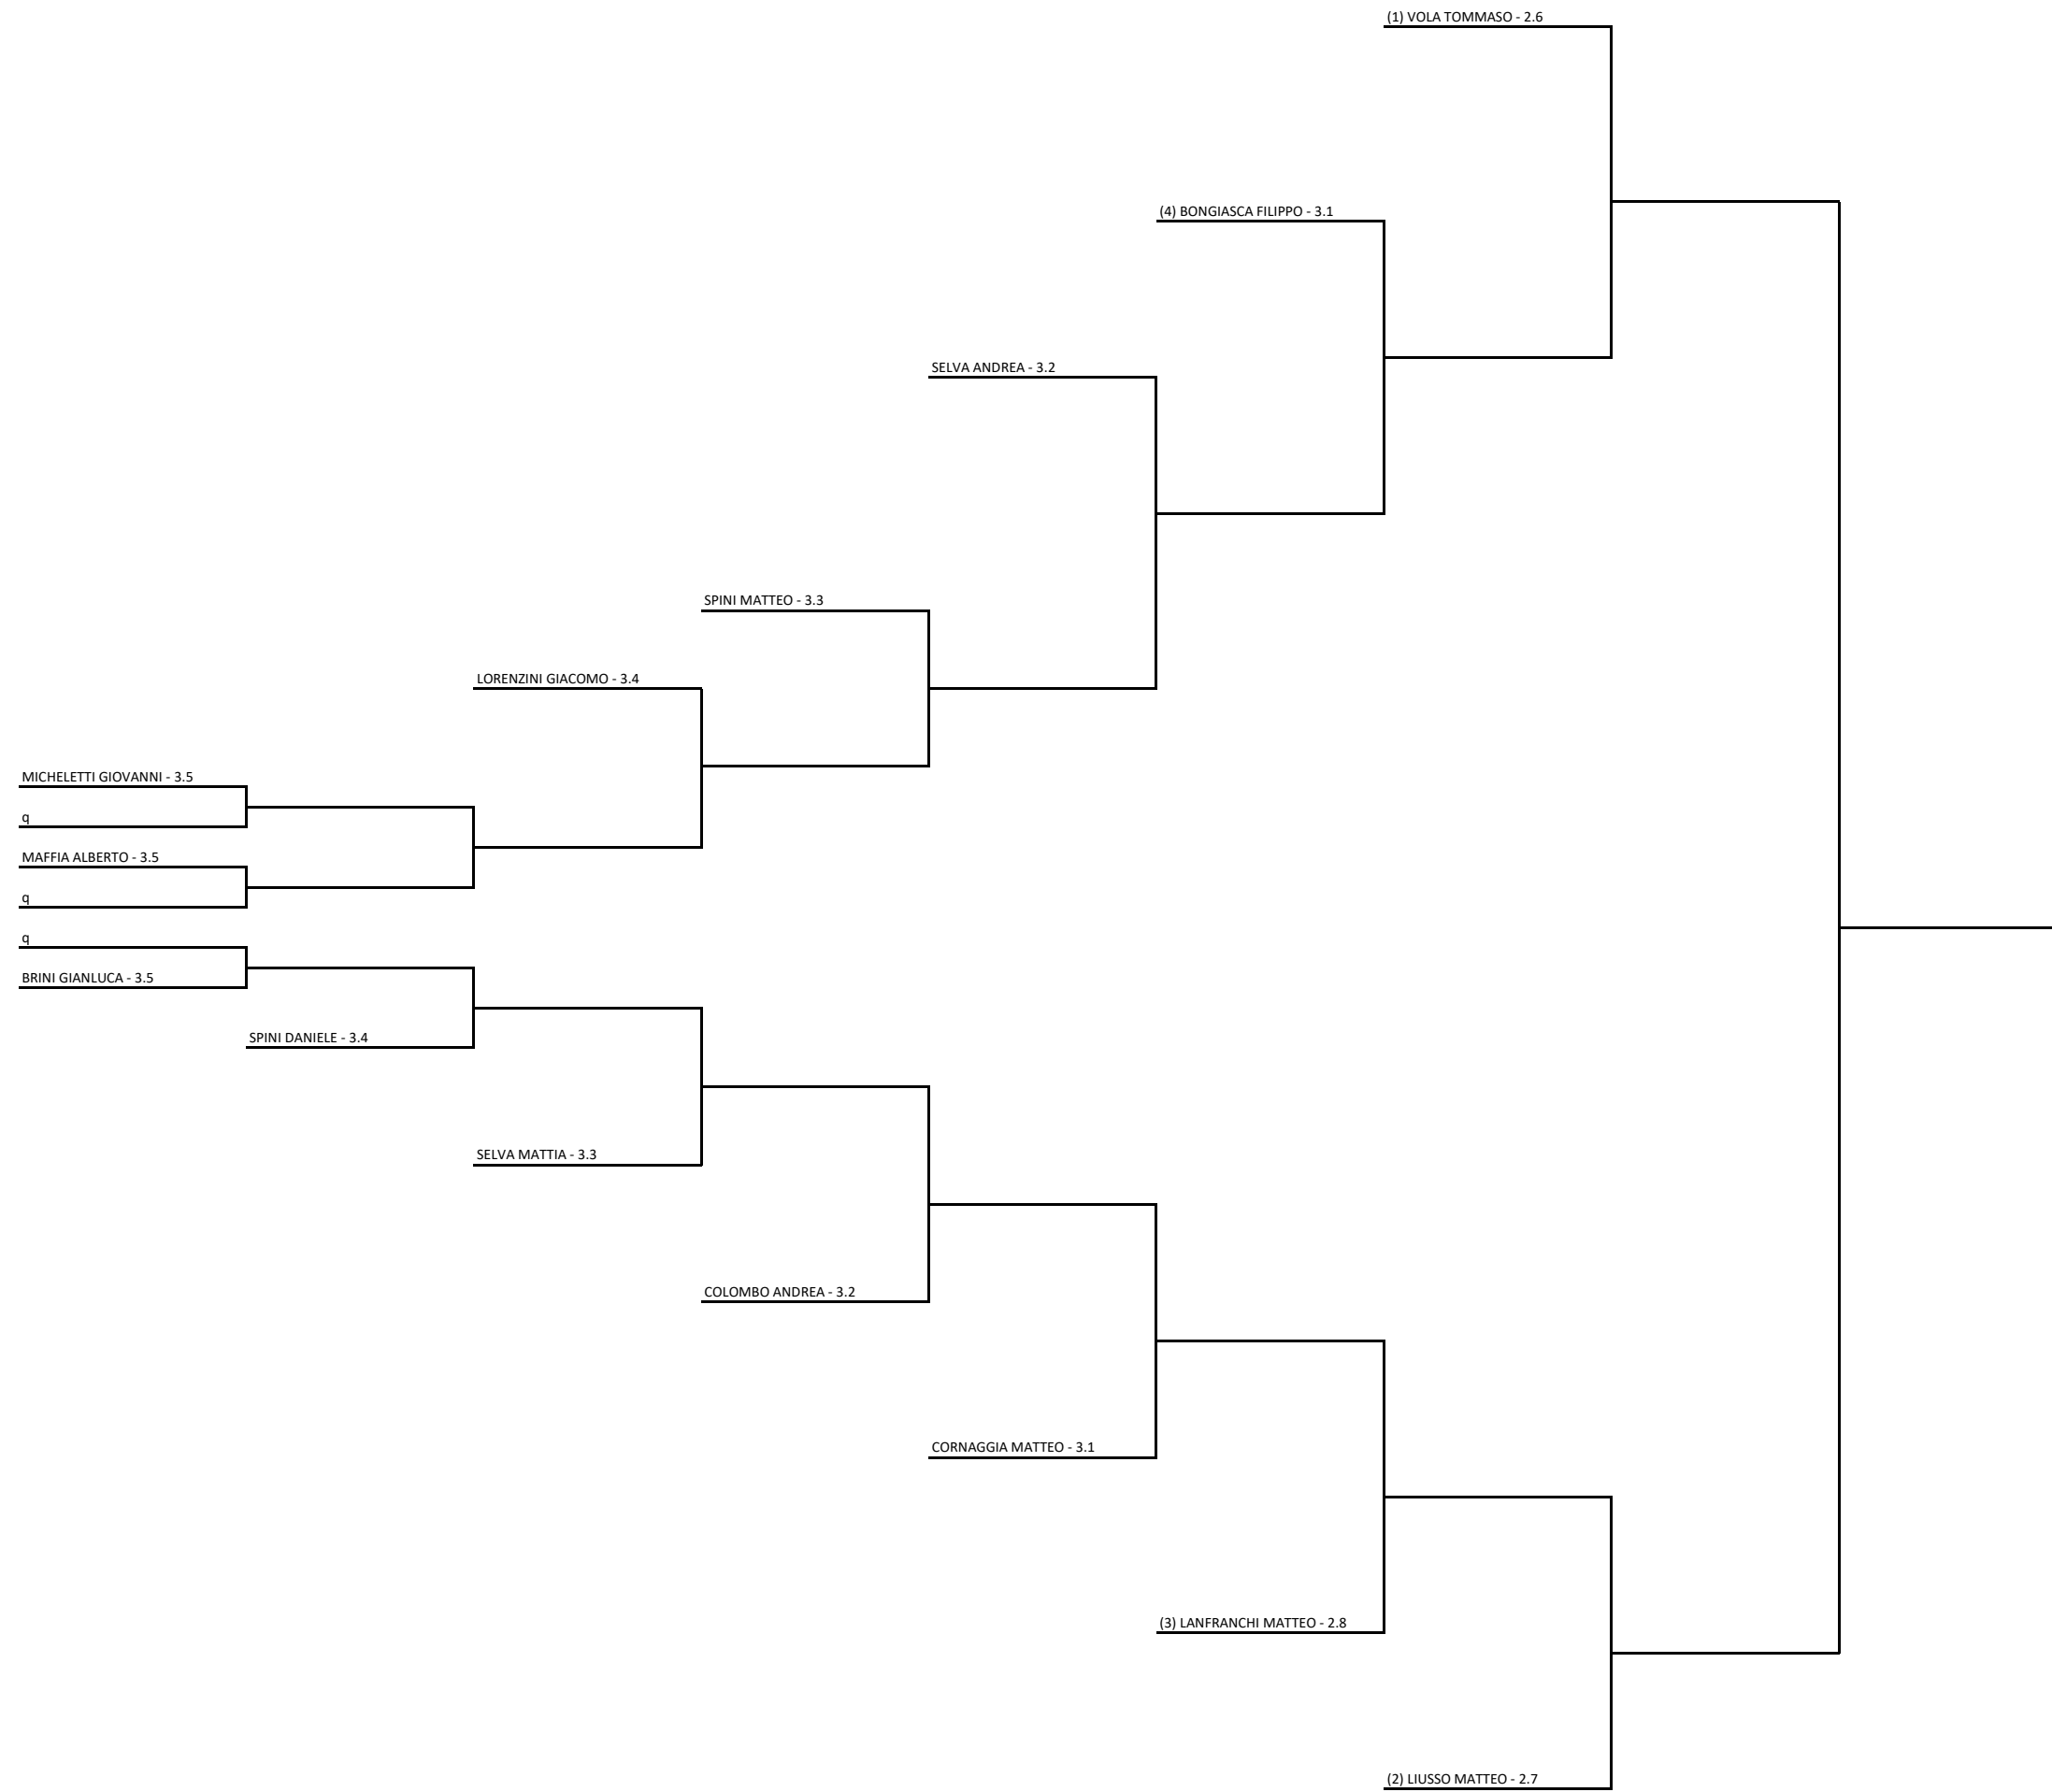 (1) VOLA TOMMASO - 2.6
(4) BONGIASCA FILIPPO - 3.1
SELVA ANDREA - 3.2
SPINI MATTEO - 3.3
LORENZINI GIACOMO - 3.4
MICHELETTI GIOVANNI - 3.5
q
MAFFIA ALBERTO - 3.5
q
q
BRINI GIANLUCA - 3.5
SPINI DANIELE - 3.4
SELVA MATTIA - 3.3
COLOMBO ANDREA - 3.2
CORNAGGIA MATTEO - 3.1
(3) LANFRANCHI MATTEO - 2.8
(2) LIUSSO MATTEO - 2.7